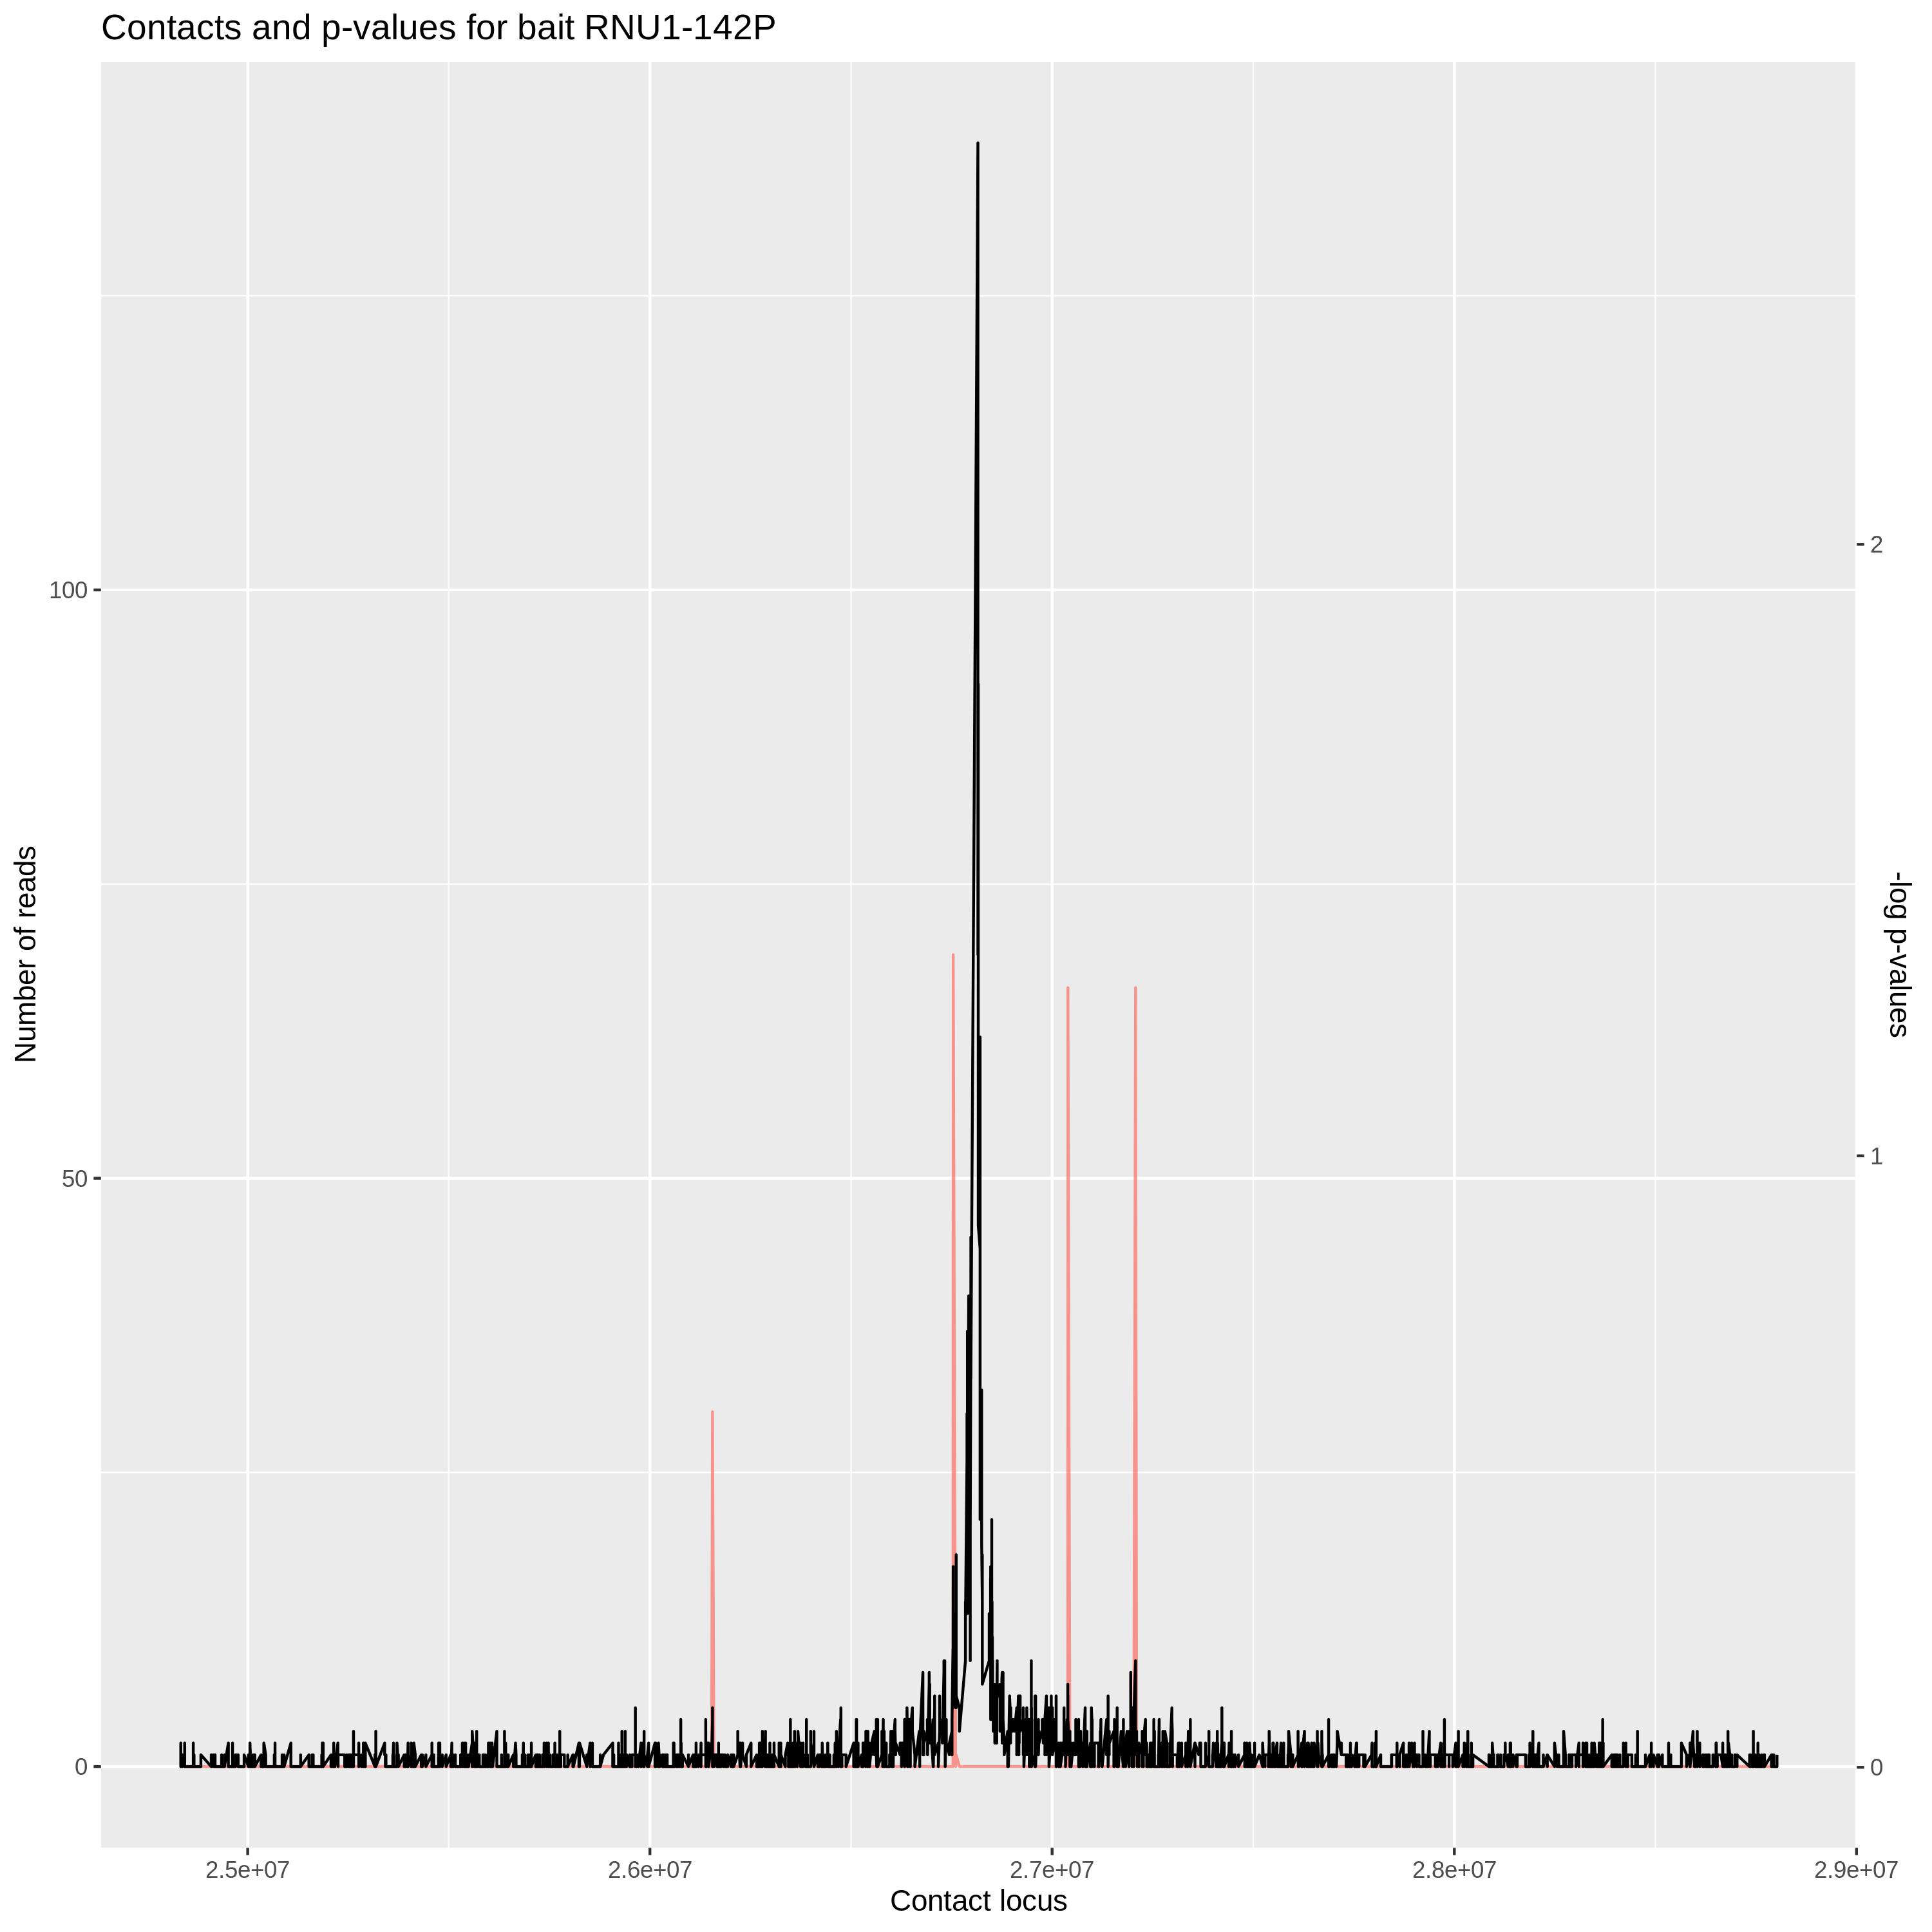 Contacts and p-values for bait RNU1-142P
Number of reads
100
50
0
2
1
0
-log p-values
2.5e+07 2.6e+07 2.7e+07 2.8e+07 2.9e+07
Contact locus